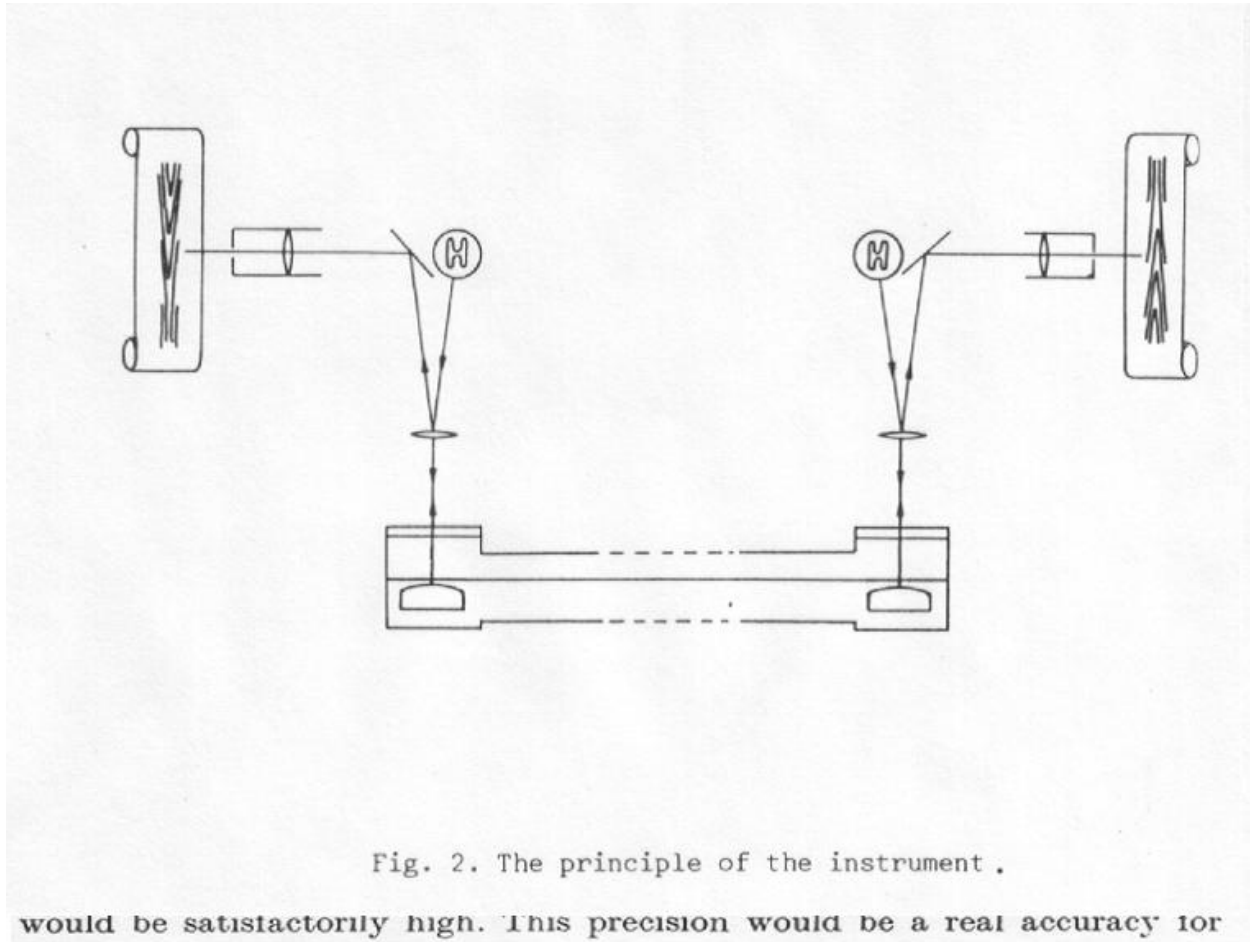 Fig. 2. The principle of the instrument.
would be satisfactorily high. This precision would be a real accuracy for